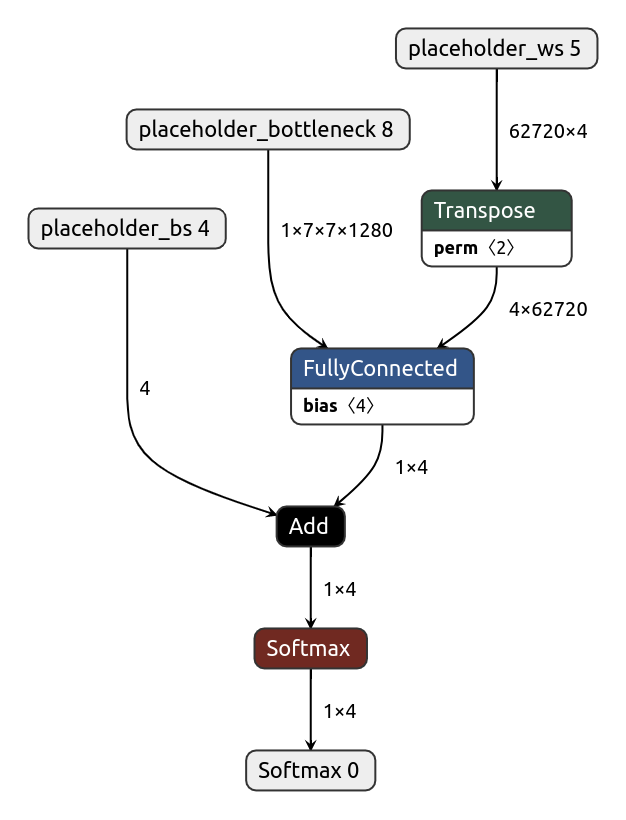 placeholder_ws 5
placeholder_bottleneck 8
62720×4
placeholder_bs 4
Transpose
1×7×7×1280
perm〈2〉
4×62720
FullyConnected
4
bias〈4〉
1×4
Add
1×4
Softmax
1×4
Softmax 0